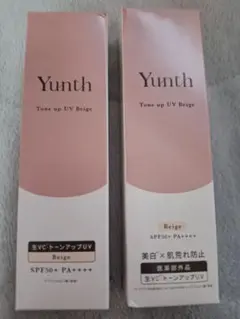 Yunth
Tone up UV Beige
生VC トーンアップUV
Beige
SPF50+ PA++++
Yunth
Tone up UV Beige
Beige
SPF50+ PA++++
美白×肌荒れ防止
医薬部外品
生VC トーンアップUV